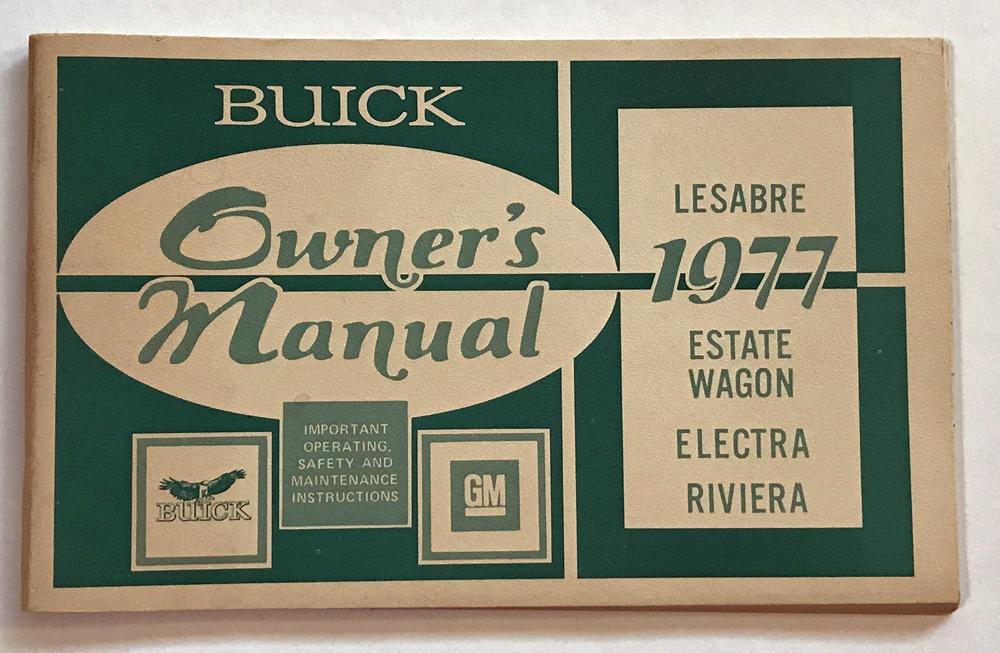 BUICK
Owner's
Manual
IMPORTANT
OPERATING,
SAFETY AND
MAINTENANCE
INSTRUCTIONS
BUICK
GM
LESABRE
1977
ESTATE
WAGON
ELECTRA
RIVIERA